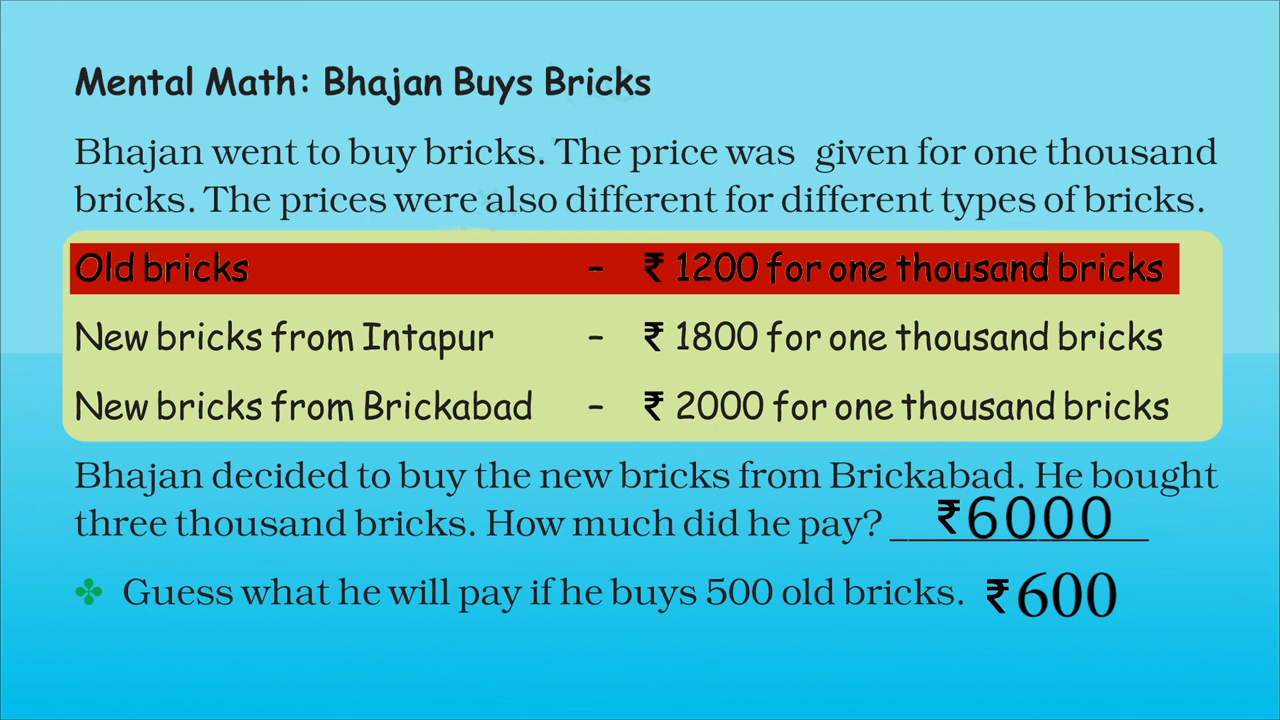 Mental Math: Bhajan Buys Bricks
Bhajan went to buy bricks. The price was given for one thousand
bricks. The prices were also different for different types of bricks.
Old bricks – ₹ 1200 for one thousand bricks
New bricks from Intapur – ₹ 1800 for one thousand bricks
New bricks from Brickabad – ₹ 2000 for one thousand bricks
Bhajan decided to buy the new bricks from Brickabad. He bought
three thousand bricks. How much did he pay? ₹6000
✤ Guess what he will pay if he buys 500 old bricks. ₹600